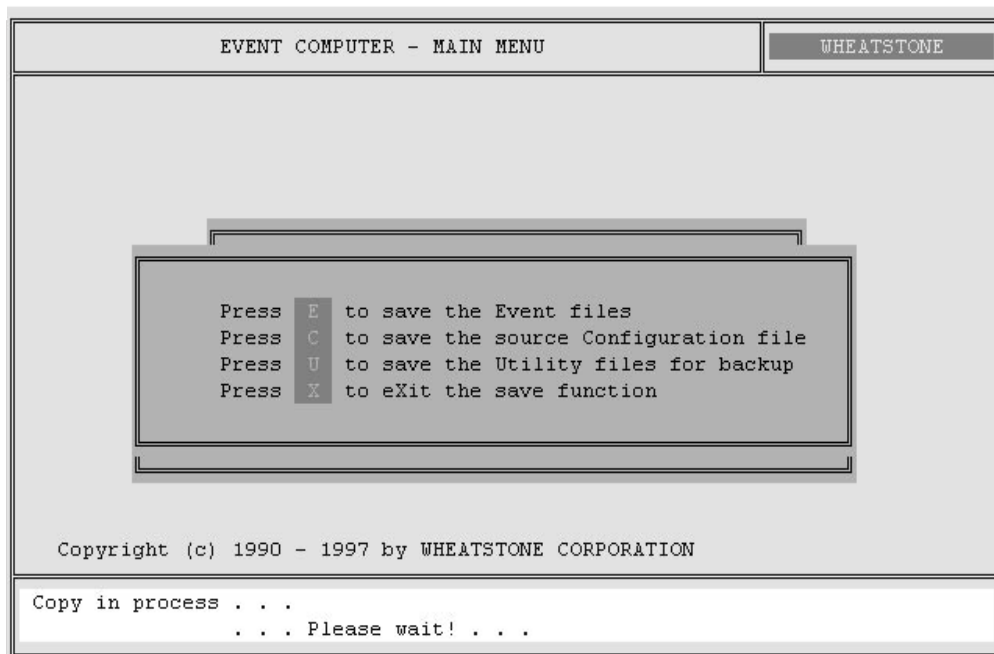 EVENT COMPUTER – MAIN MENU
WHEATSTONE
Press E to save the Event files
Press C to save the source Configuration file
Press U to save the Utility files for backup
Press X to eXit the save function
Copyright (c) 1990 – 1997 by WHEATSTONE CORPORATION
Copy in process . . .
. . . Please wait! . . .